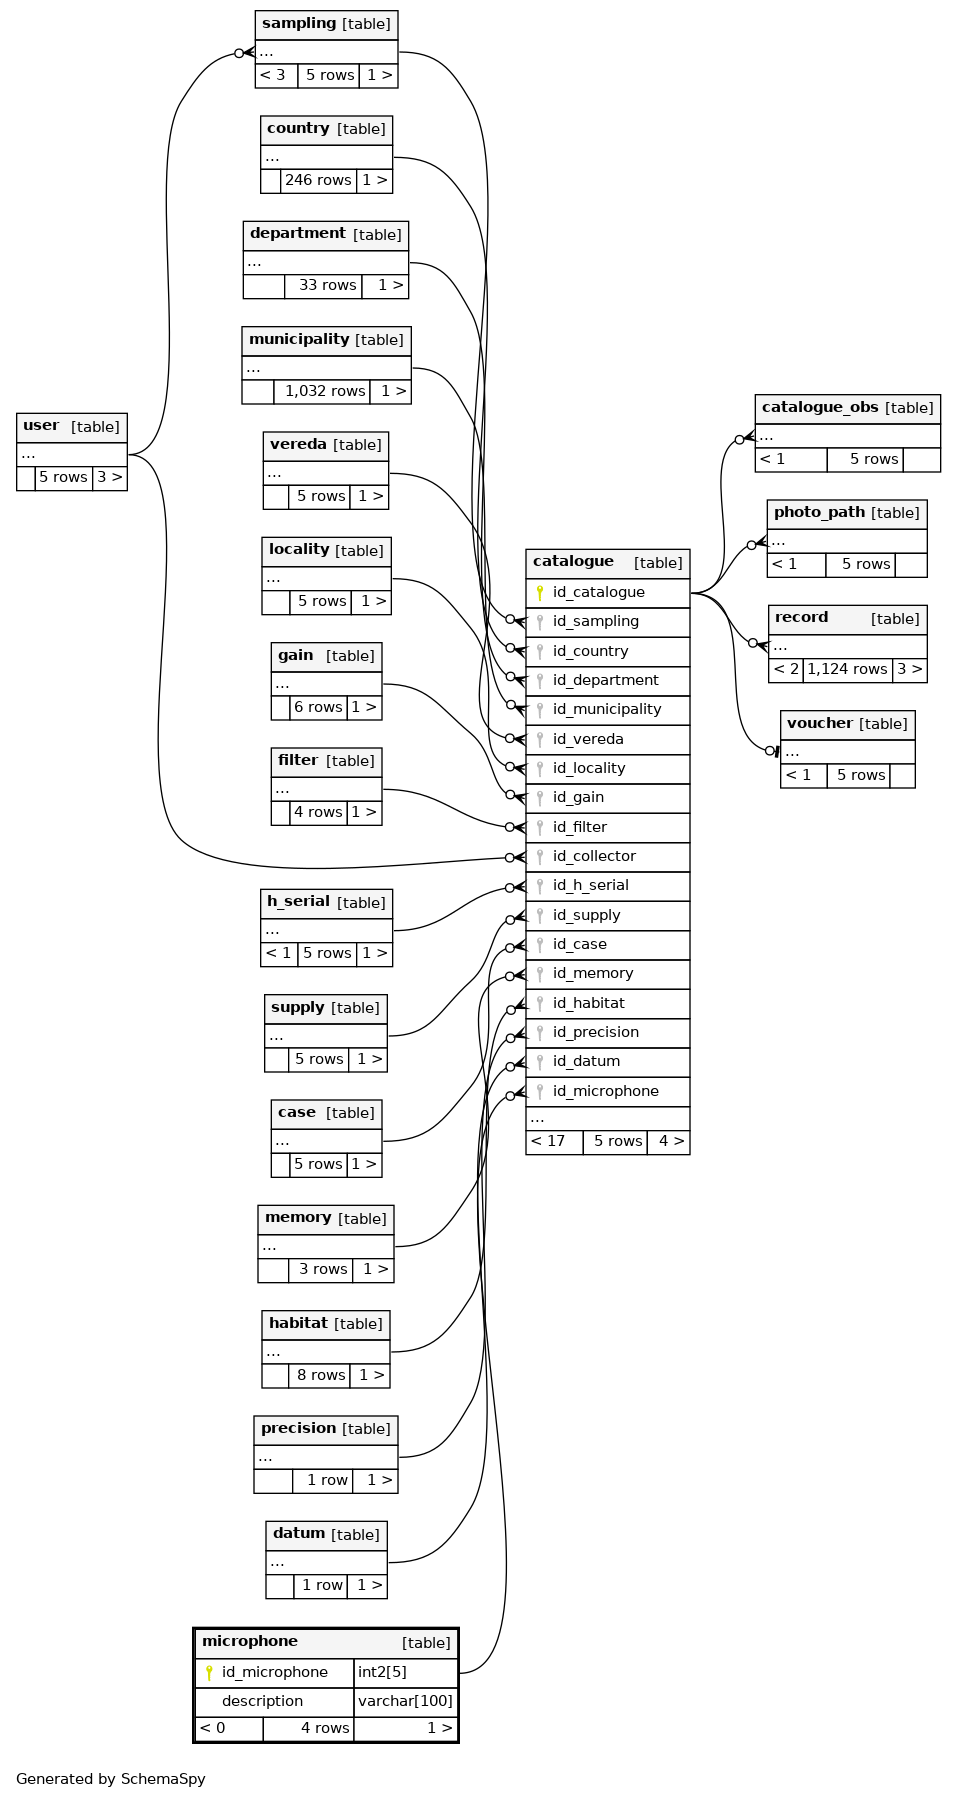 sampling [table]
...
< 3 5 rows 1 >
country [table]
...
246 rows 1 >
department [table]
...
33 rows 1 >
municipality [table]
...
1,032 rows 1 >
user [table]
...
5 rows 3 >
vereda [table]
...
5 rows 1 >
locality [table]
...
5 rows 1 >
gain [table]
...
6 rows 1 >
filter [table]
...
4 rows 1 >
h_serial [table]
...
< 1 5 rows 1 >
supply [table]
...
5 rows 1 >
case [table]
...
5 rows 1 >
memory [table]
...
3 rows 1 >
habitat [table]
...
8 rows 1 >
precision [table]
...
1 row 1 >
datum [table]
...
1 row 1 >
microphone [table]
id_microphone int2[5]
description varchar[100]
< 0 4 rows 1 >
catalogue [table]
id_catalogue
id_sampling
id_country
id_department
id_municipality
id_vereda
id_locality
id_gain
id_filter
id_collector
id_h_serial
id_supply
id_case
id_memory
id_habitat
id_precision
id_datum
id_microphone
...
< 17 5 rows 4 >
catalogue_obs [table]
...
< 1 5 rows
photo_path [table]
...
< 1 5 rows
record [table]
...
< 2 1,124 rows 3 >
voucher [table]
...
< 1 5 rows
Generated by SchemaSpy